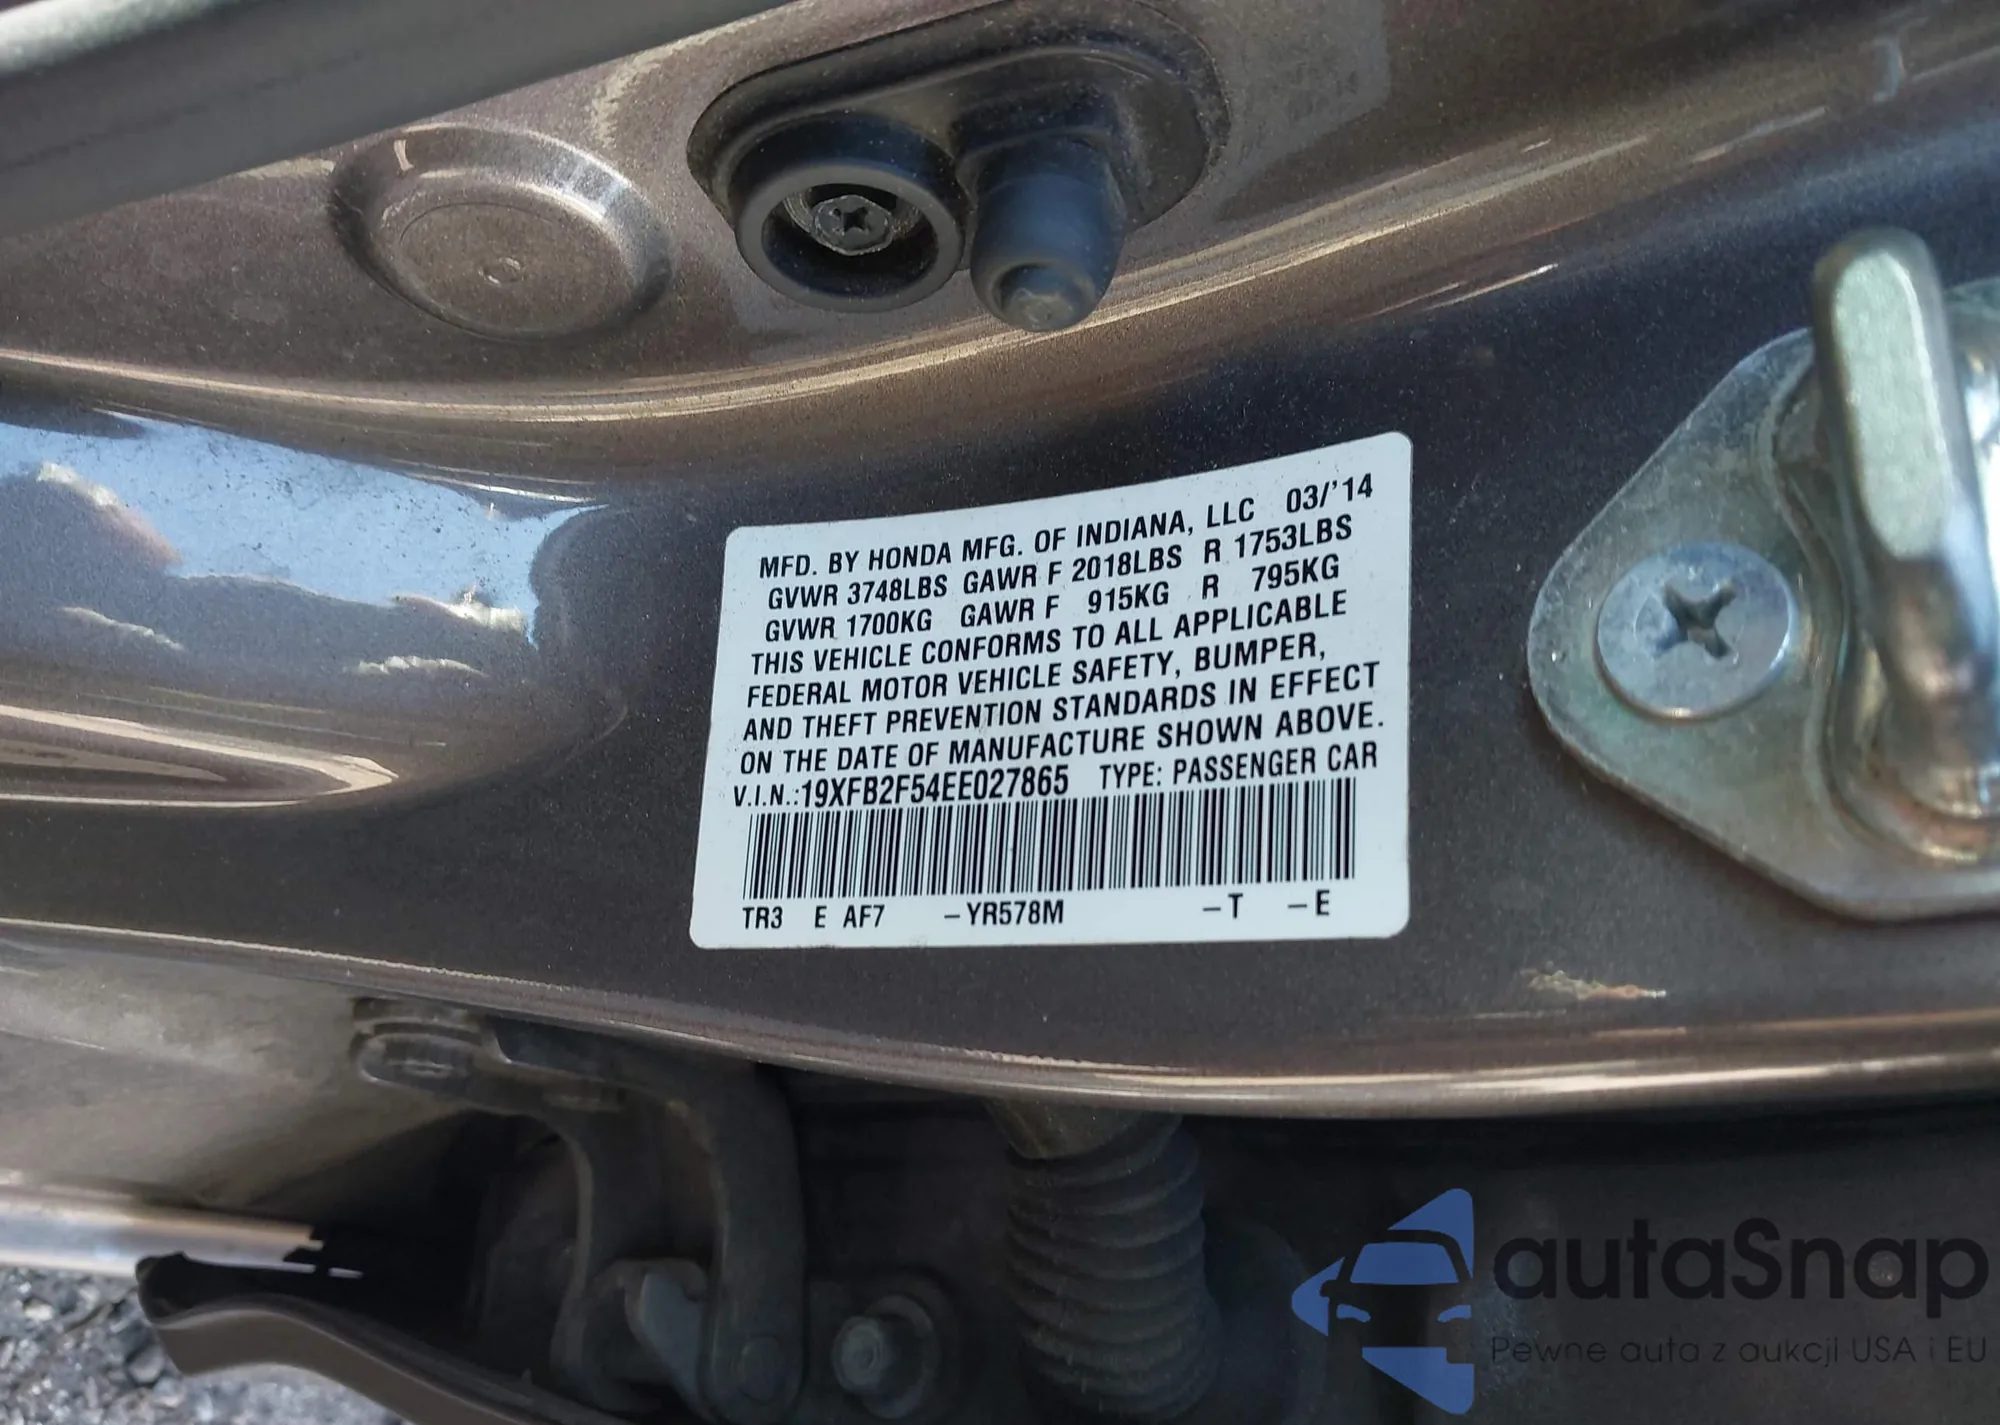 MFD. BY HONDA MFG. OF INDIANA, LLC 03/'14
GVWR 3748LBS GAWR F 2018LBS R 1753LBS
GVWR 1700KG GAWR F 915KG R 795KG
THIS VEHICLE CONFORMS TO ALL APPLICABLE
FEDERAL MOTOR VEHICLE SAFETY, BUMPER,
AND THEFT PREVENTION STANDARDS IN EFFECT
ON THE DATE OF MANUFACTURE SHOWN ABOVE.
V.I.N.:19XFB2F54EE027865 TYPE: PASSENGER CAR
TR3 E AF7 –YR578M –T –E
autaSnap
Pewne auta z aukcji USA i EU